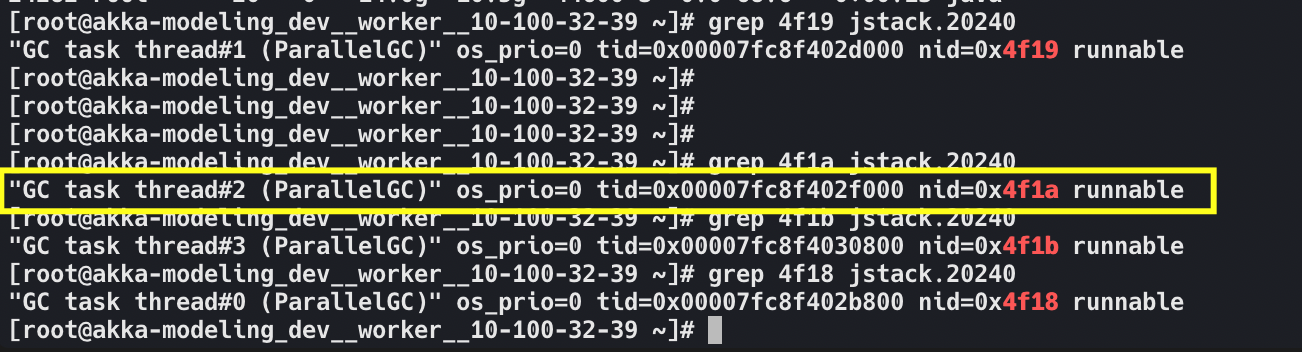 [root@akka-modeling_dev__worker__10-100-32-39 ~]# grep 4f19 jstack.20240
"GC task thread#1 (ParallelGC)" os_prio=0 tid=0x00007fc8f402d000 nid=0x4f19 runnable
[root@akka-modeling_dev__worker__10-100-32-39 ~]#
[root@akka-modeling_dev__worker__10-100-32-39 ~]#
[root@akka-modeling_dev__worker__10-100-32-39 ~]#
[root@akka-modeling_dev__worker__10-100-32-39 ~]# grep 4f1a jstack.20240
"GC task thread#2 (ParallelGC)" os_prio=0 tid=0x00007fc8f402f000 nid=0x4f1a runnable
[root@akka-modeling_dev__worker__10-100-32-39 ~]# grep 4f1b jstack.20240
"GC task thread#3 (ParallelGC)" os_prio=0 tid=0x00007fc8f4030800 nid=0x4f1b runnable
[root@akka-modeling_dev__worker__10-100-32-39 ~]# grep 4f18 jstack.20240
"GC task thread#0 (ParallelGC)" os_prio=0 tid=0x00007fc8f402b800 nid=0x4f18 runnable
[root@akka-modeling_dev__worker__10-100-32-39 ~]#